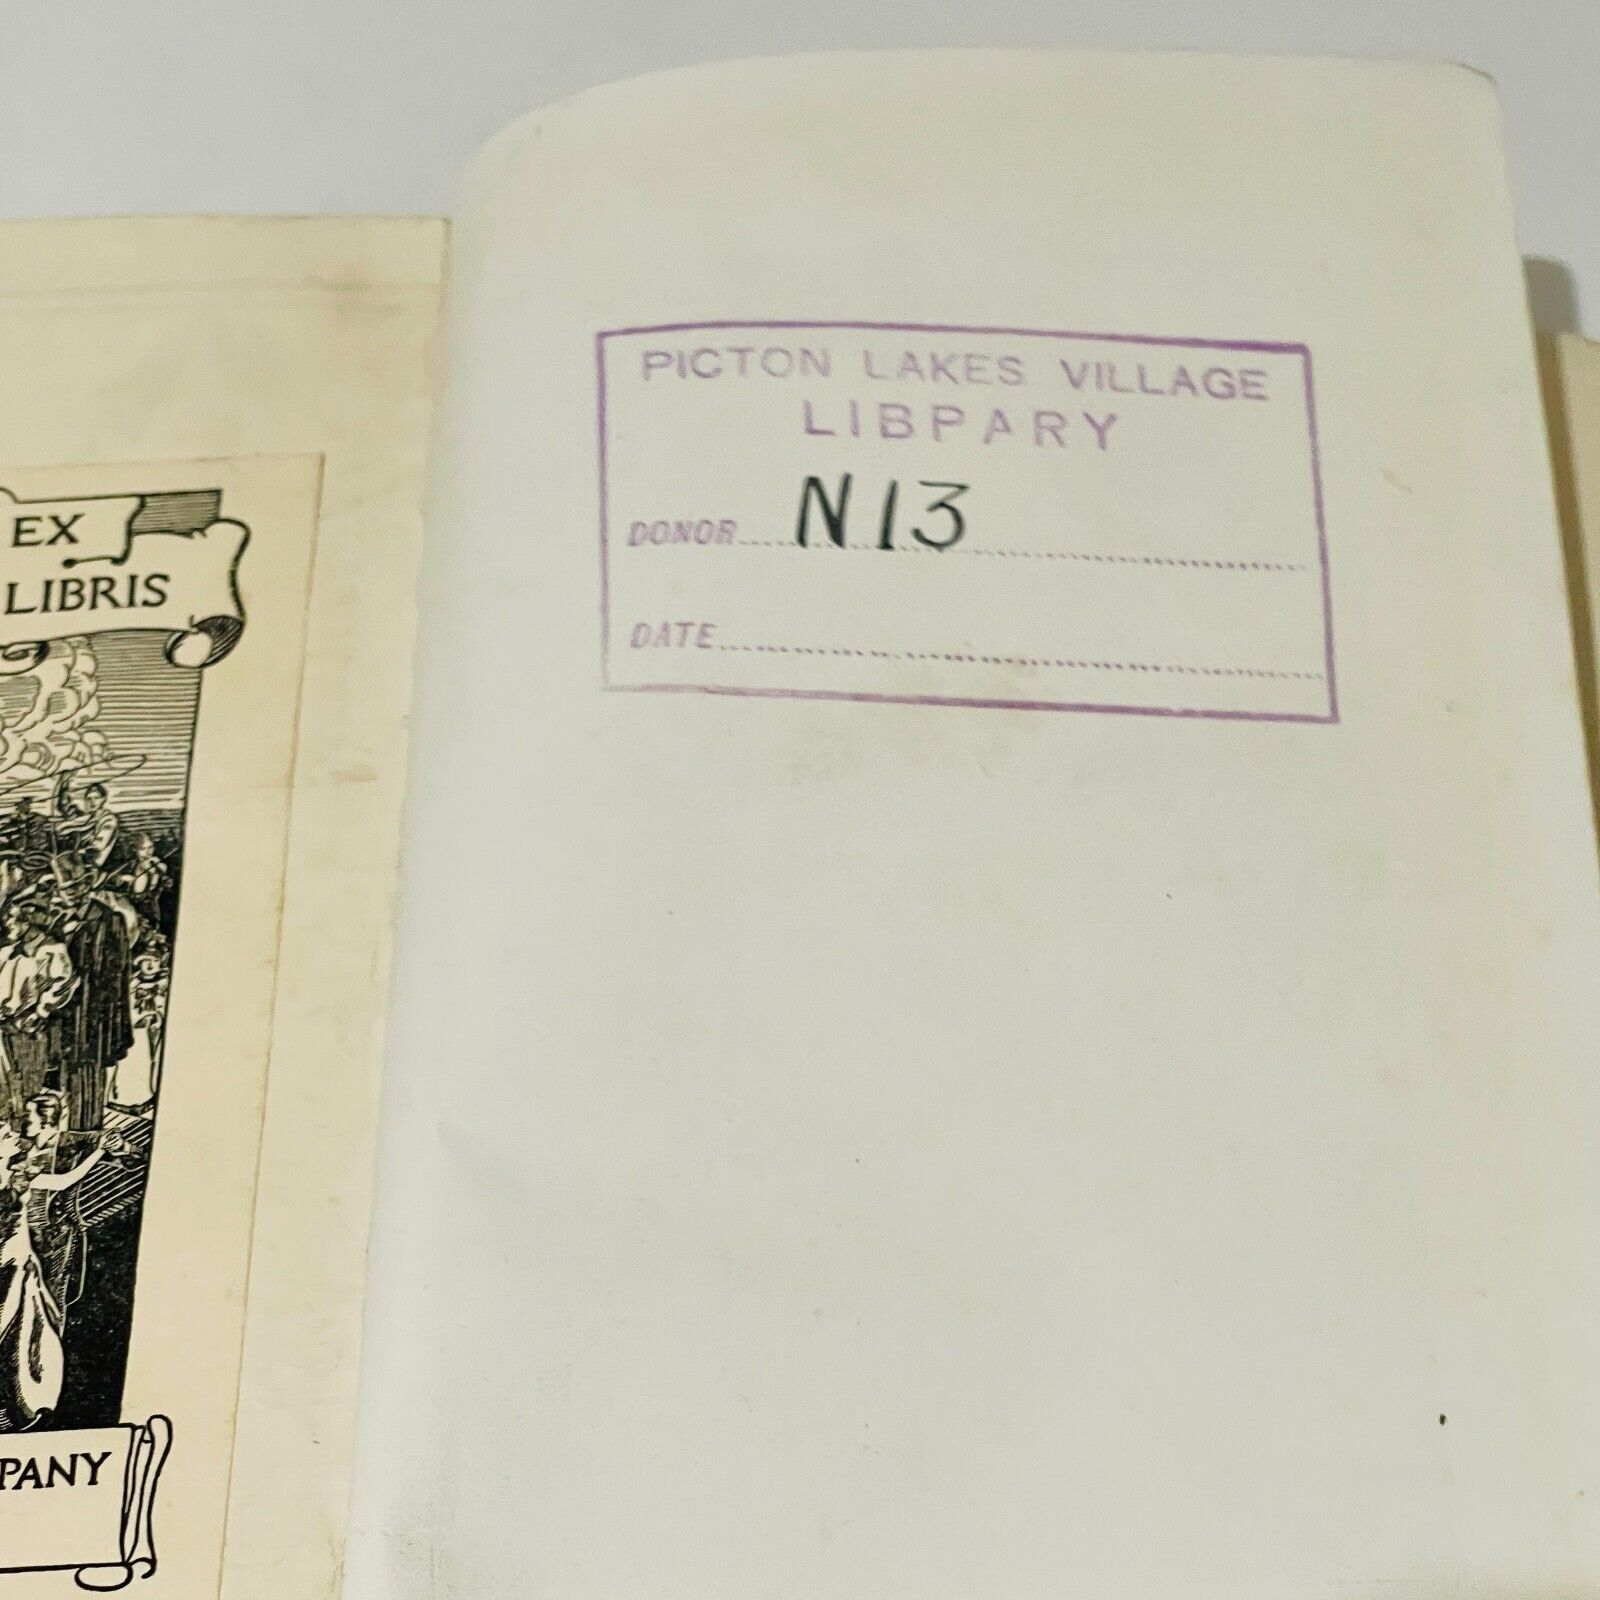 EX
LIBRIS
PANY
PICTON LAKES VILLAGE
LIBPARY
DONOR N13
DATE